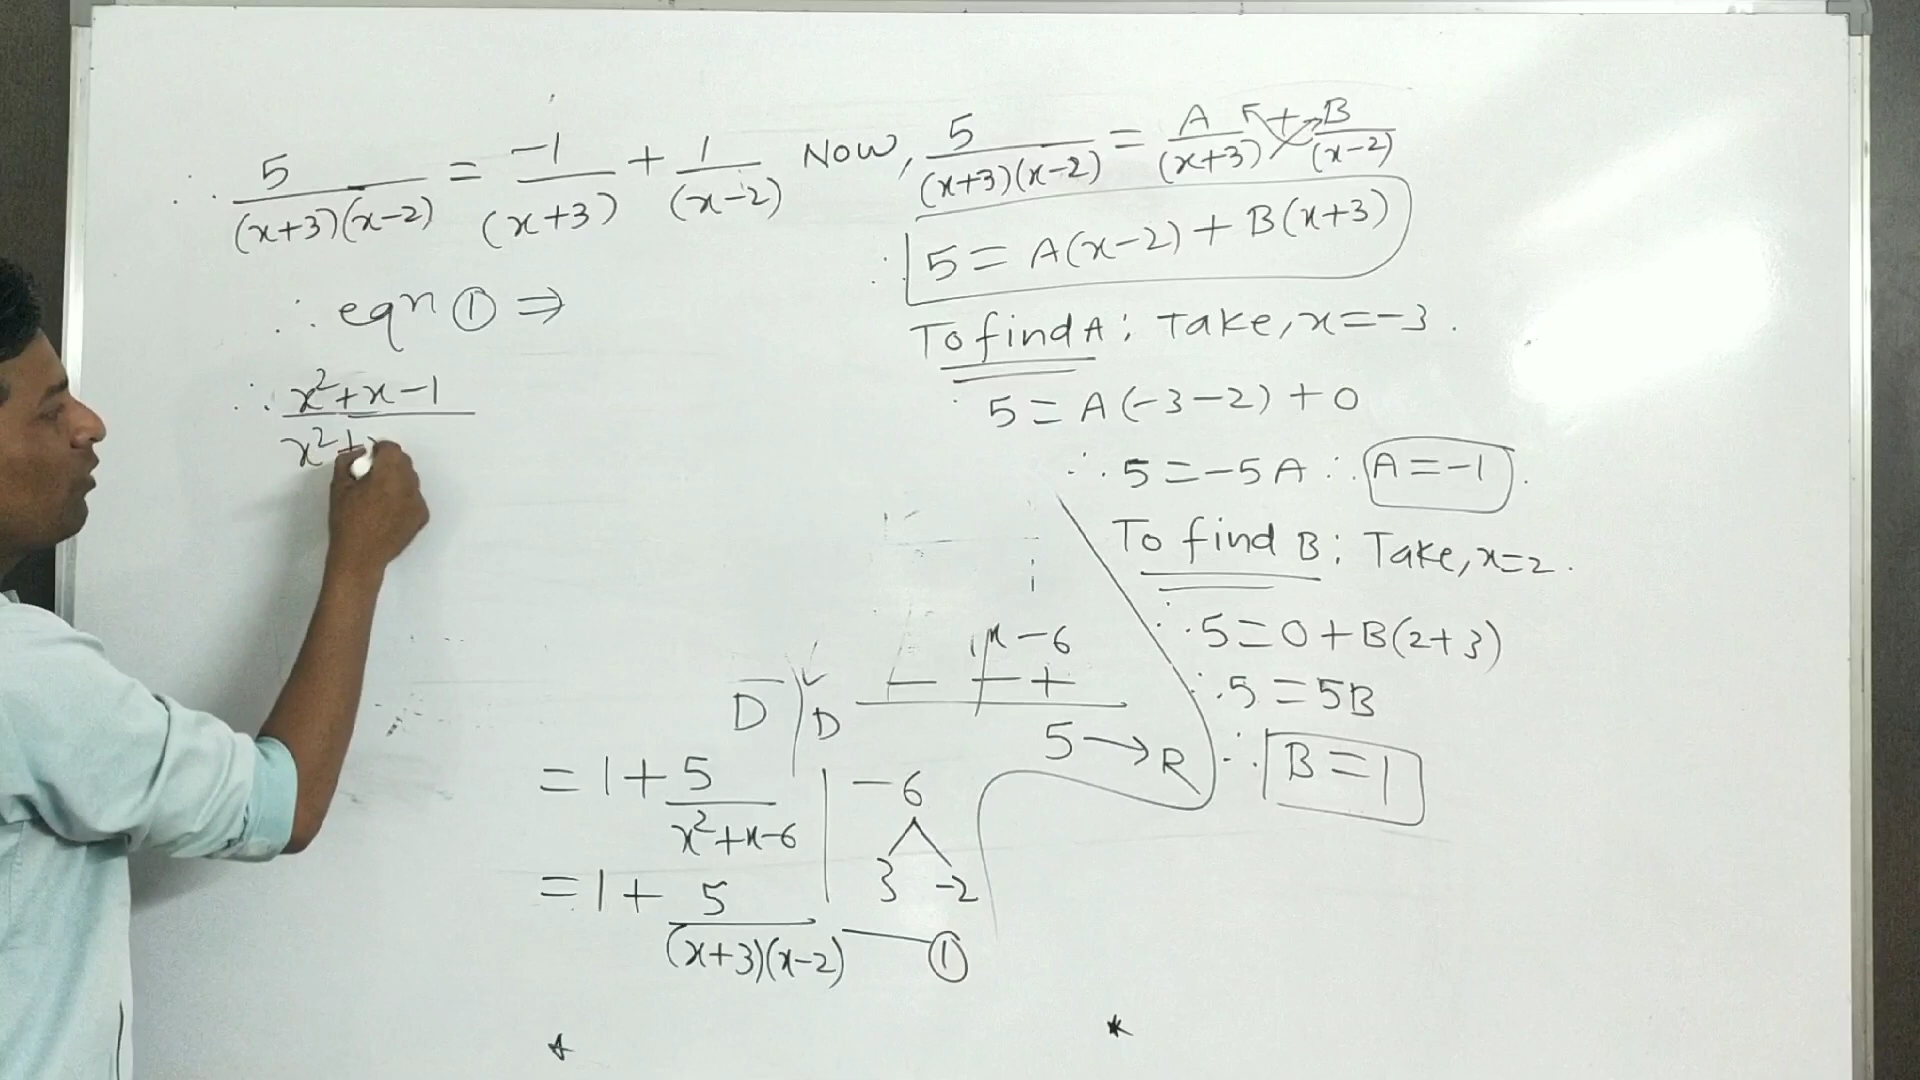 ∴ 5/((x+3)(x-2)) = -1/(x+3) + 1/(x-2)
∴ eqn ① ⇒
∴ x²+x-1
x²+
Now, 5/((x+3)(x-2)) = A/(x+3) + B/(x-2)
∴ 5 = A(x-2) + B(x+3)
To find A: Take, x=-3.
5 = A(-3-2) + 0
∴ 5 = -5A ∴ A = -1
To find B: Take, x=2.
∴ 5 = 0 + B(2+3)
∴ 5 = 5B
∴ B = 1
x - 6
- - +
D D
5 → R
= 1 + 5/(x²+x-6)
-6
3 -2
= 1 + 5/((x+3)(x-2)) — ①